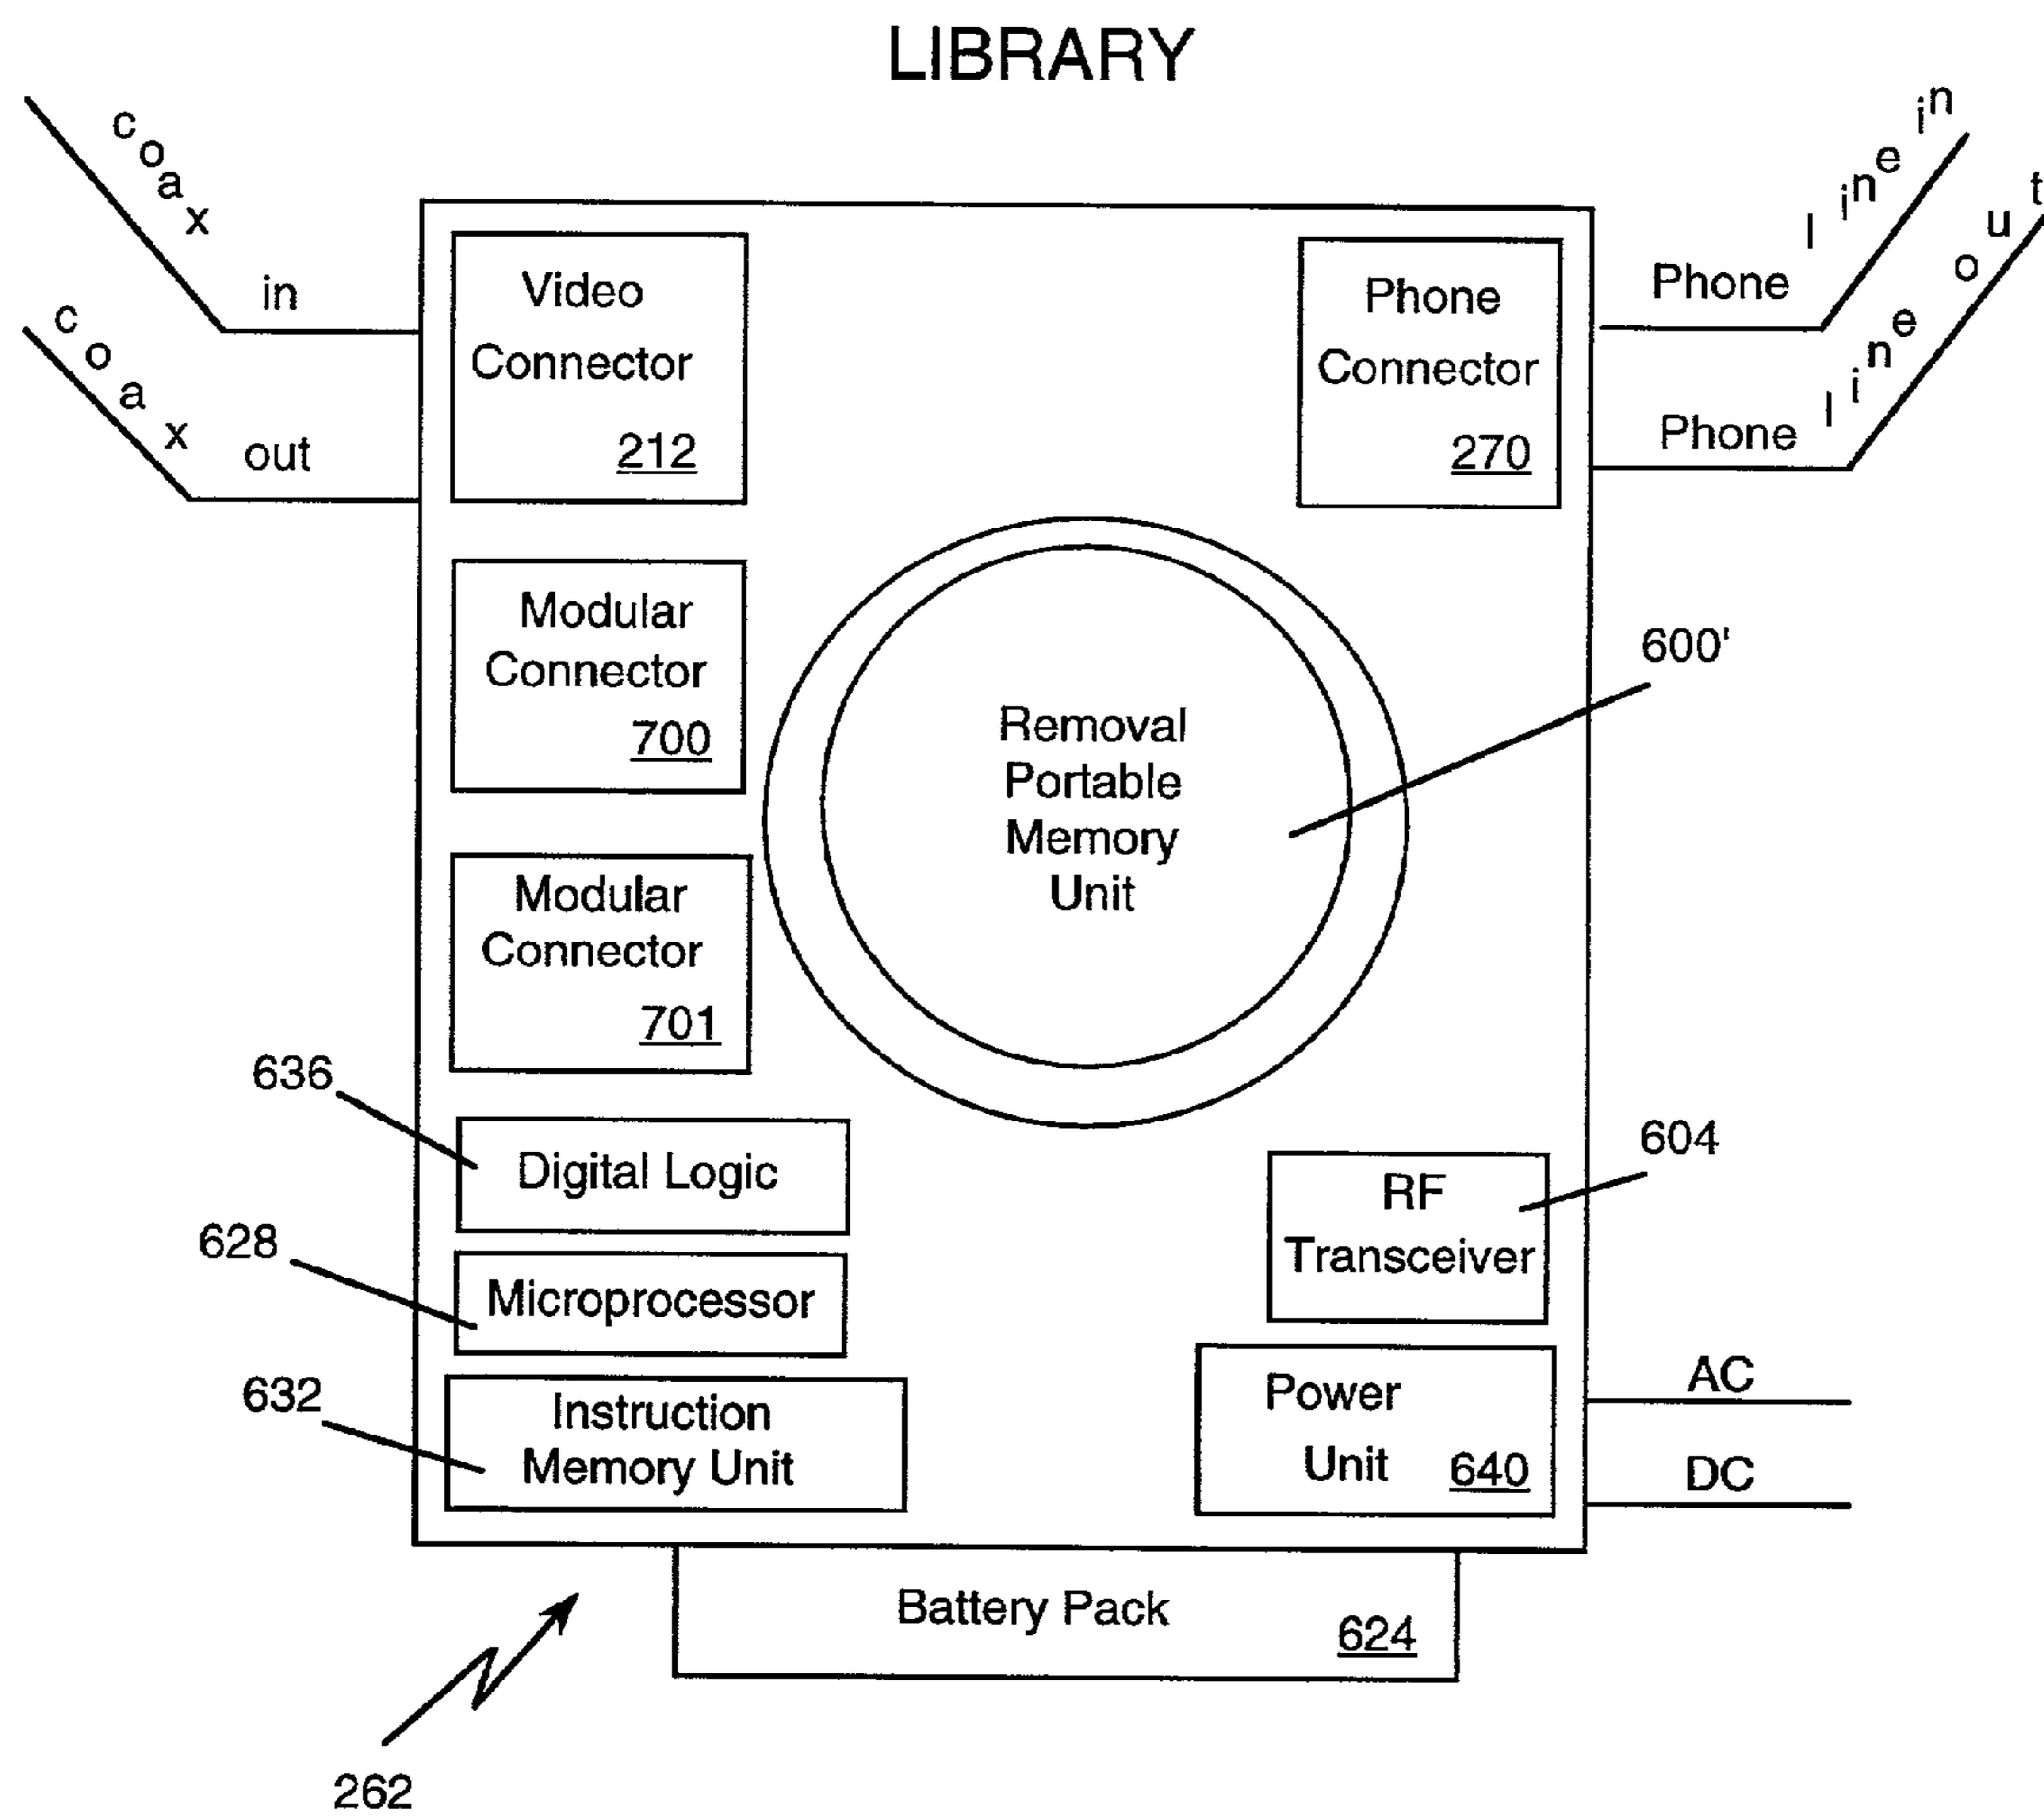 LIBRARY
coax in
coax out
Video
Connector
212
Phone
Connector
270
Phone line in
Phone line out
Modular
Connector
700
Removal
Portable
Memory
Unit
600'
Modular
Connector
701
636
Digital Logic
628
Microprocessor
632
Instruction
Memory Unit
604
RF
Transceiver
Power
Unit 640
AC
DC
Battery Pack 624
262